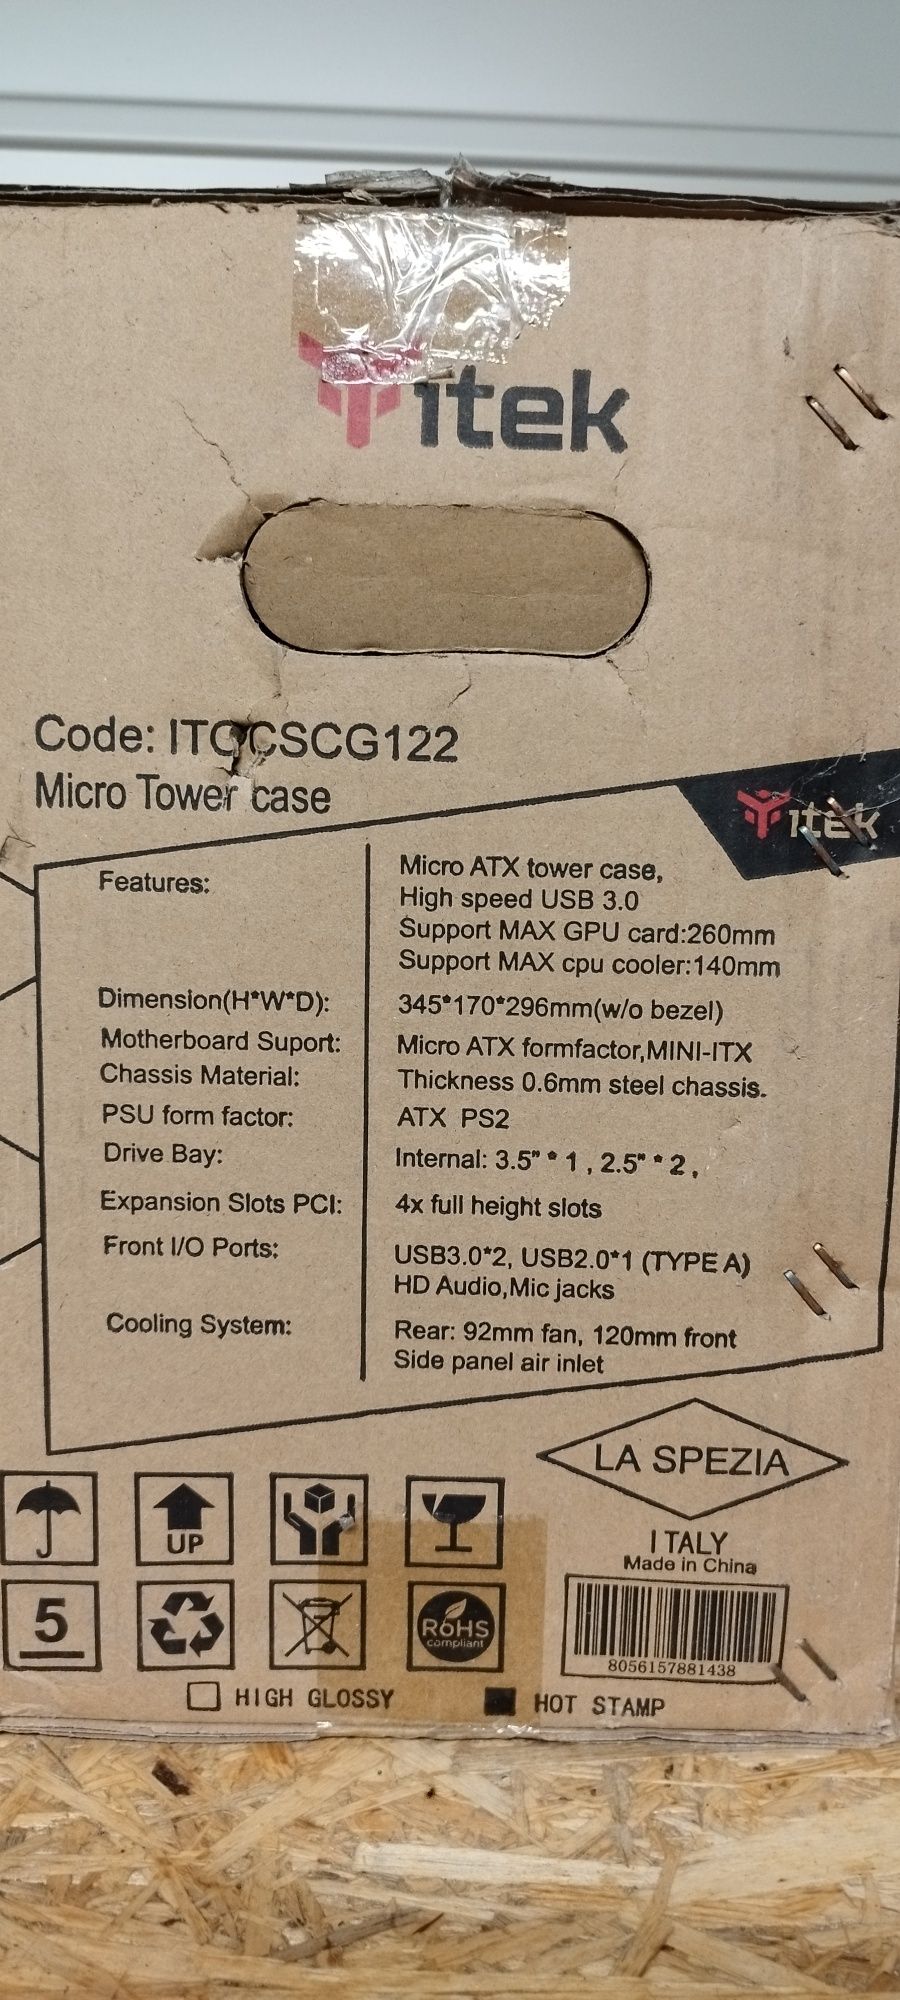 itek
Code: ITOCSCG122
Micro Tower case
itek
Features:
Micro ATX tower case,
High speed USB 3.0
Support MAX GPU card:260mm
Support MAX cpu cooler:140mm
Dimension(H*W*D): 345*170*296mm(w/o bezel)
Motherboard Suport: Micro ATX formfactor,MINI-ITX
Chassis Material: Thickness 0.6mm steel chassis.
PSU form factor: ATX PS2
Drive Bay: Internal: 3.5" * 1 , 2.5" * 2 ,
Expansion Slots PCI: 4x full height slots
Front I/O Ports: USB3.0*2, USB2.0*1 (TYPE A)
HD Audio,Mic jacks
Cooling System: Rear: 92mm fan, 120mm front
Side panel air inlet
LA SPEZIA
ITALY
Made in China
UP
5
RoHS
compliant
8056157881438
HIGH GLOSSY HOT STAMP